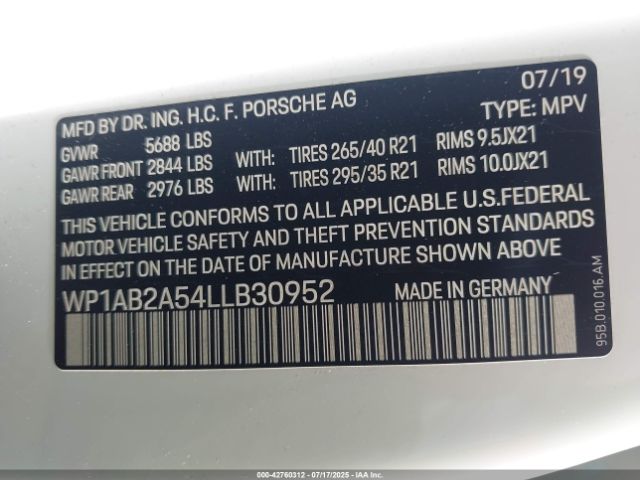 07/19
MFD BY DR. ING. H.C. F. PORSCHE AG TYPE: MPV
GVWR 5688 LBS
GAWR FRONT 2844 LBS WITH: TIRES 265/40 R21 RIMS 9.5JX21
GAWR REAR 2976 LBS WITH: TIRES 295/35 R21 RIMS 10.0JX21
THIS VEHICLE CONFORMS TO ALL APPLICABLE U.S.FEDERAL
MOTOR VEHICLE SAFETY AND THEFT PREVENTION STANDARDS
IN EFFECT ON THE DATE OF MANUFACTURE SHOWN ABOVE
WP1AB2A54LLB30952 MADE IN GERMANY
95B.010.016.AM
000-42760312 - 07/17/2025 - IAA Inc.